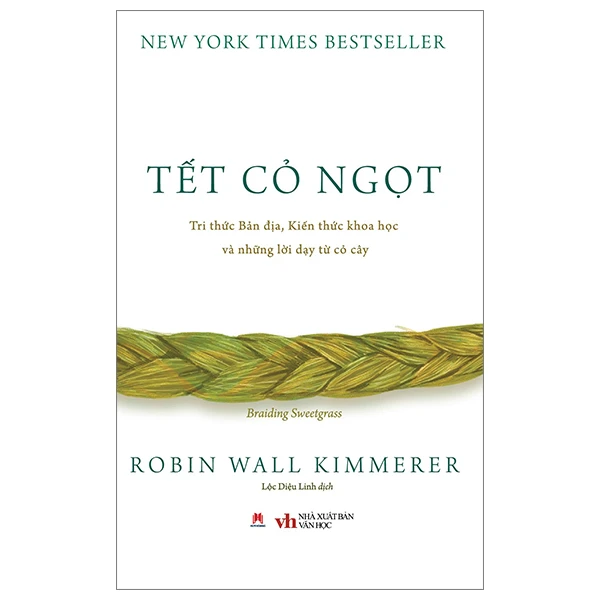 NEW YORK TIMES BESTSELLER
TẾT CỎ NGỌT
Tri thức Bản địa, Kiến thức khoa học
và những lời dạy từ cỏ cây
Braiding Sweetgrass
ROBIN WALL KIMMERER
Lộc Diệu Linh dịch
vh NHÀ XUẤT BẢN
VĂN HỌC